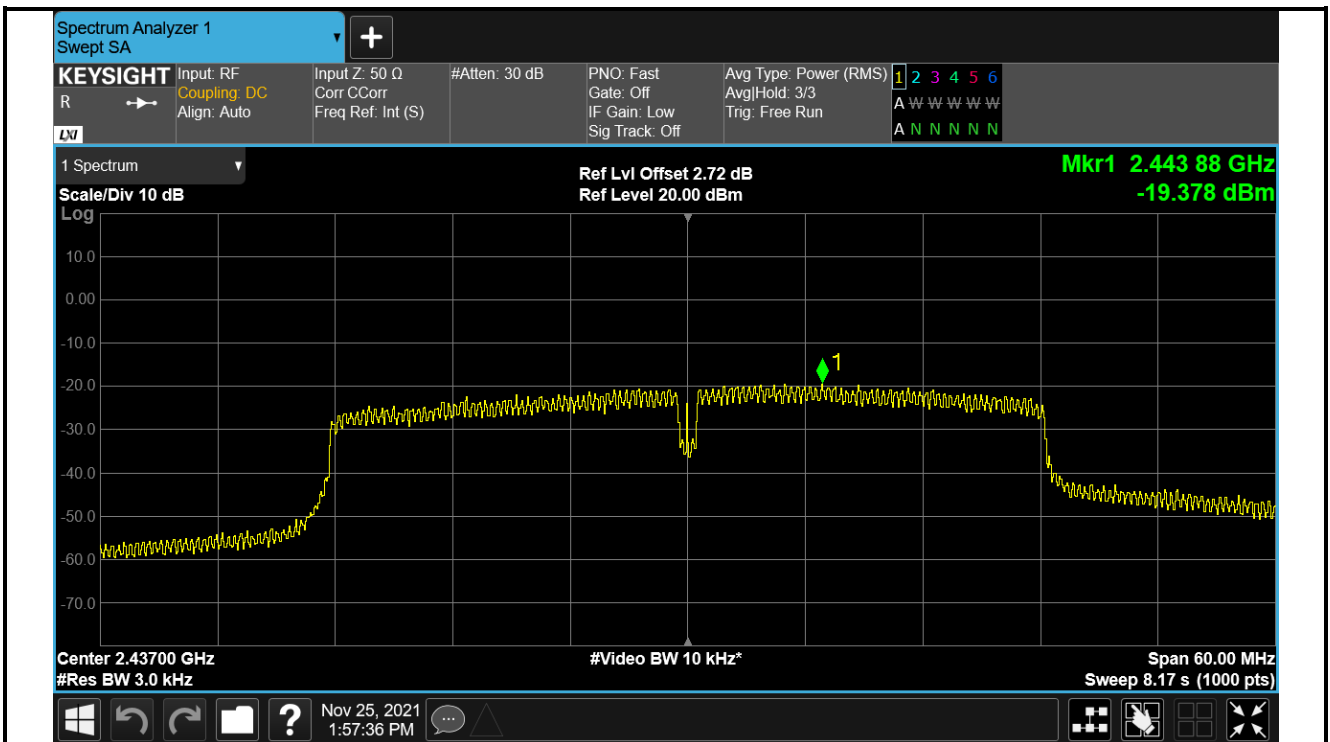 Spectrum Analyzer 1
Swept SA
KEYSIGHT
R
LXI
Input: RF
Coupling: DC
Align: Auto
Input Z: 50 Ω
Corr CCorr
Freq Ref: Int (S)
#Atten: 30 dB
PNO: Fast
Gate: Off
IF Gain: Low
Sig Track: Off
Avg Type: Power (RMS)
Avg|Hold: 3/3
Trig: Free Run
1 2 3 4 5 6
A W W W W W
A N N N N N
1 Spectrum
Scale/Div 10 dB
Ref Lvl Offset 2.72 dB
Ref Level 20.00 dBm
Mkr1 2.443 88 GHz
-19.378 dBm
Log
10.0
0.00
-10.0
-20.0
-30.0
-40.0
-50.0
-60.0
-70.0
1
Center 2.43700 GHz
#Res BW 3.0 kHz
#Video BW 10 kHz*
Span 60.00 MHz
Sweep 8.17 s (1000 pts)
?
Nov 25, 2021
1:57:36 PM